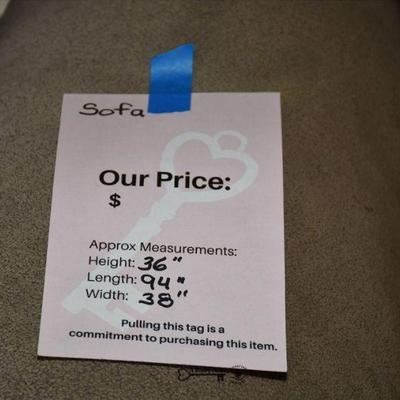 Sofa
Our Price:
$
Approx Measurements:
Height: 36"
Length: 94"
Width: 38"
Pulling this tag is a
commitment to purchasing this item.